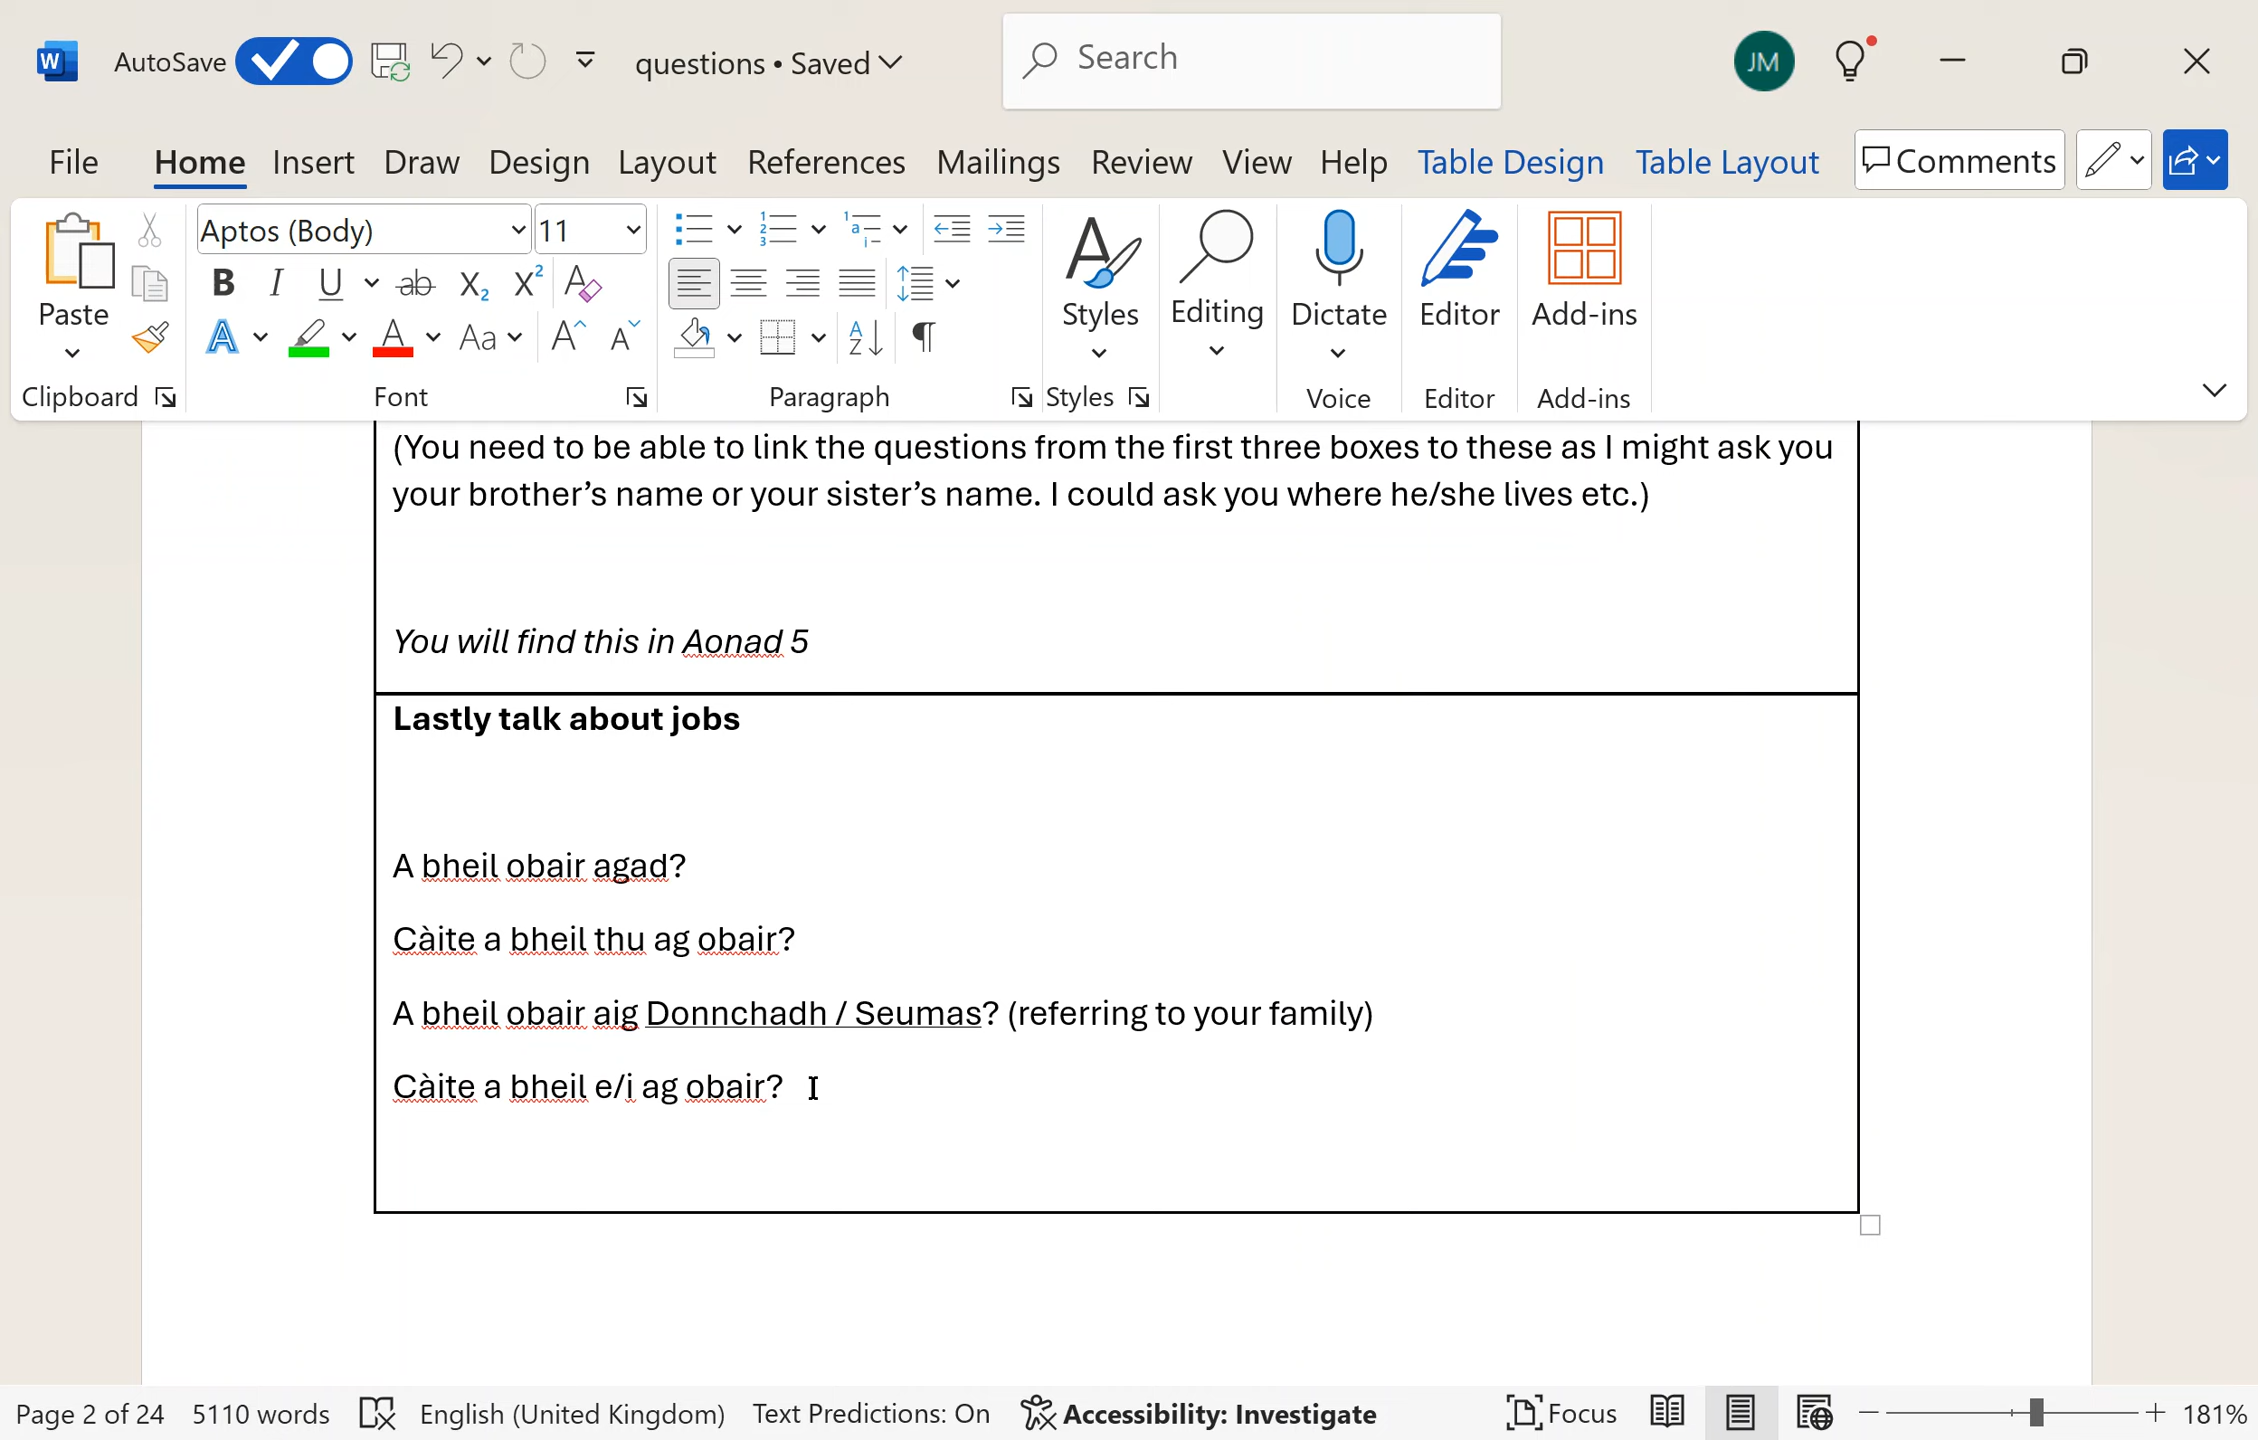 AutoSave questions • Saved Search JM
File Home Insert Draw Design Layout References Mailings Review View Help Table Design Table Layout Comments
Paste
Clipboard
Aptos (Body) 11
Font
Paragraph
Styles
Styles
Editing
Dictate
Voice
Editor
Editor
Add-ins
Add-ins
(You need to be able to link the questions from the first three boxes to these as I might ask you
your brother’s name or your sister’s name. I could ask you where he/she lives etc.)
You will find this in Aonad 5
Lastly talk about jobs
A bheil obair agad?
Càite a bheil thu ag obair?
A bheil obair aig Donnchadh / Seumas? (referring to your family)
Càite a bheil e/i ag obair?
Page 2 of 24 5110 words English (United Kingdom) Text Predictions: On Accessibility: Investigate Focus 181%